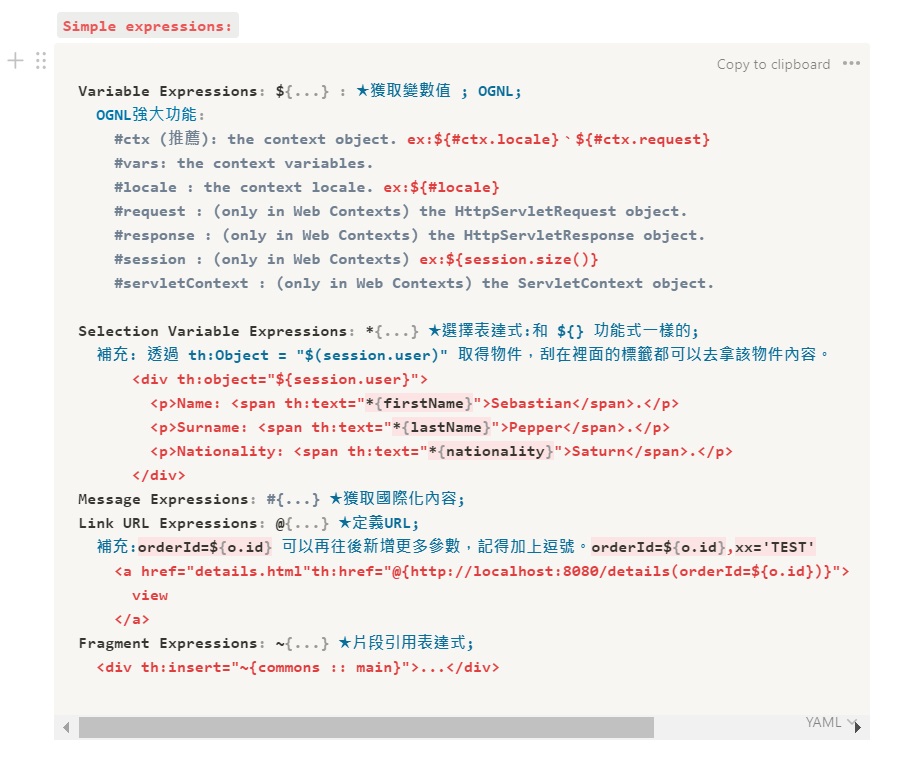 Simple expressions:
Copy to clipboard •••
Variable Expressions: ${...} : ★獲取變數值 ; OGNL;
OGNL強大功能:
#ctx (推薦): the context object. ex:${#ctx.locale}、${#ctx.request}
#vars: the context variables.
#locale : the context locale. ex:${#locale}
#request : (only in Web Contexts) the HttpServletRequest object.
#response : (only in Web Contexts) the HttpServletResponse object.
#session : (only in Web Contexts) ex:${session.size()}
#servletContext : (only in Web Contexts) the ServletContext object.
Selection Variable Expressions: *{...} ★選擇表達式:和 ${} 功能式一樣的;
補充: 透過 th:Object = "$(session.user)" 取得物件，刮在裡面的標籤都可以去拿該物件內容。
<div th:object="${session.user}">
<p>Name: <span th:text="*{firstName}">Sebastian</span>.</p>
<p>Surname: <span th:text="*{lastName}">Pepper</span>.</p>
<p>Nationality: <span th:text="*{nationality}">Saturn</span>.</p>
</div>
Message Expressions: #{...} ★獲取國際化內容;
Link URL Expressions: @{...} ★定義URL;
補充:orderId=${o.id} 可以再往後新增更多參數，記得加上逗號。orderId=${o.id},xx='TEST'
<a href="details.html"th:href="@{http://localhost:8080/details(orderId=${o.id})}">
view
</a>
Fragment Expressions: ~{...} ★片段引用表達式;
<div th:insert="~{commons :: main}">...</div>
YAML